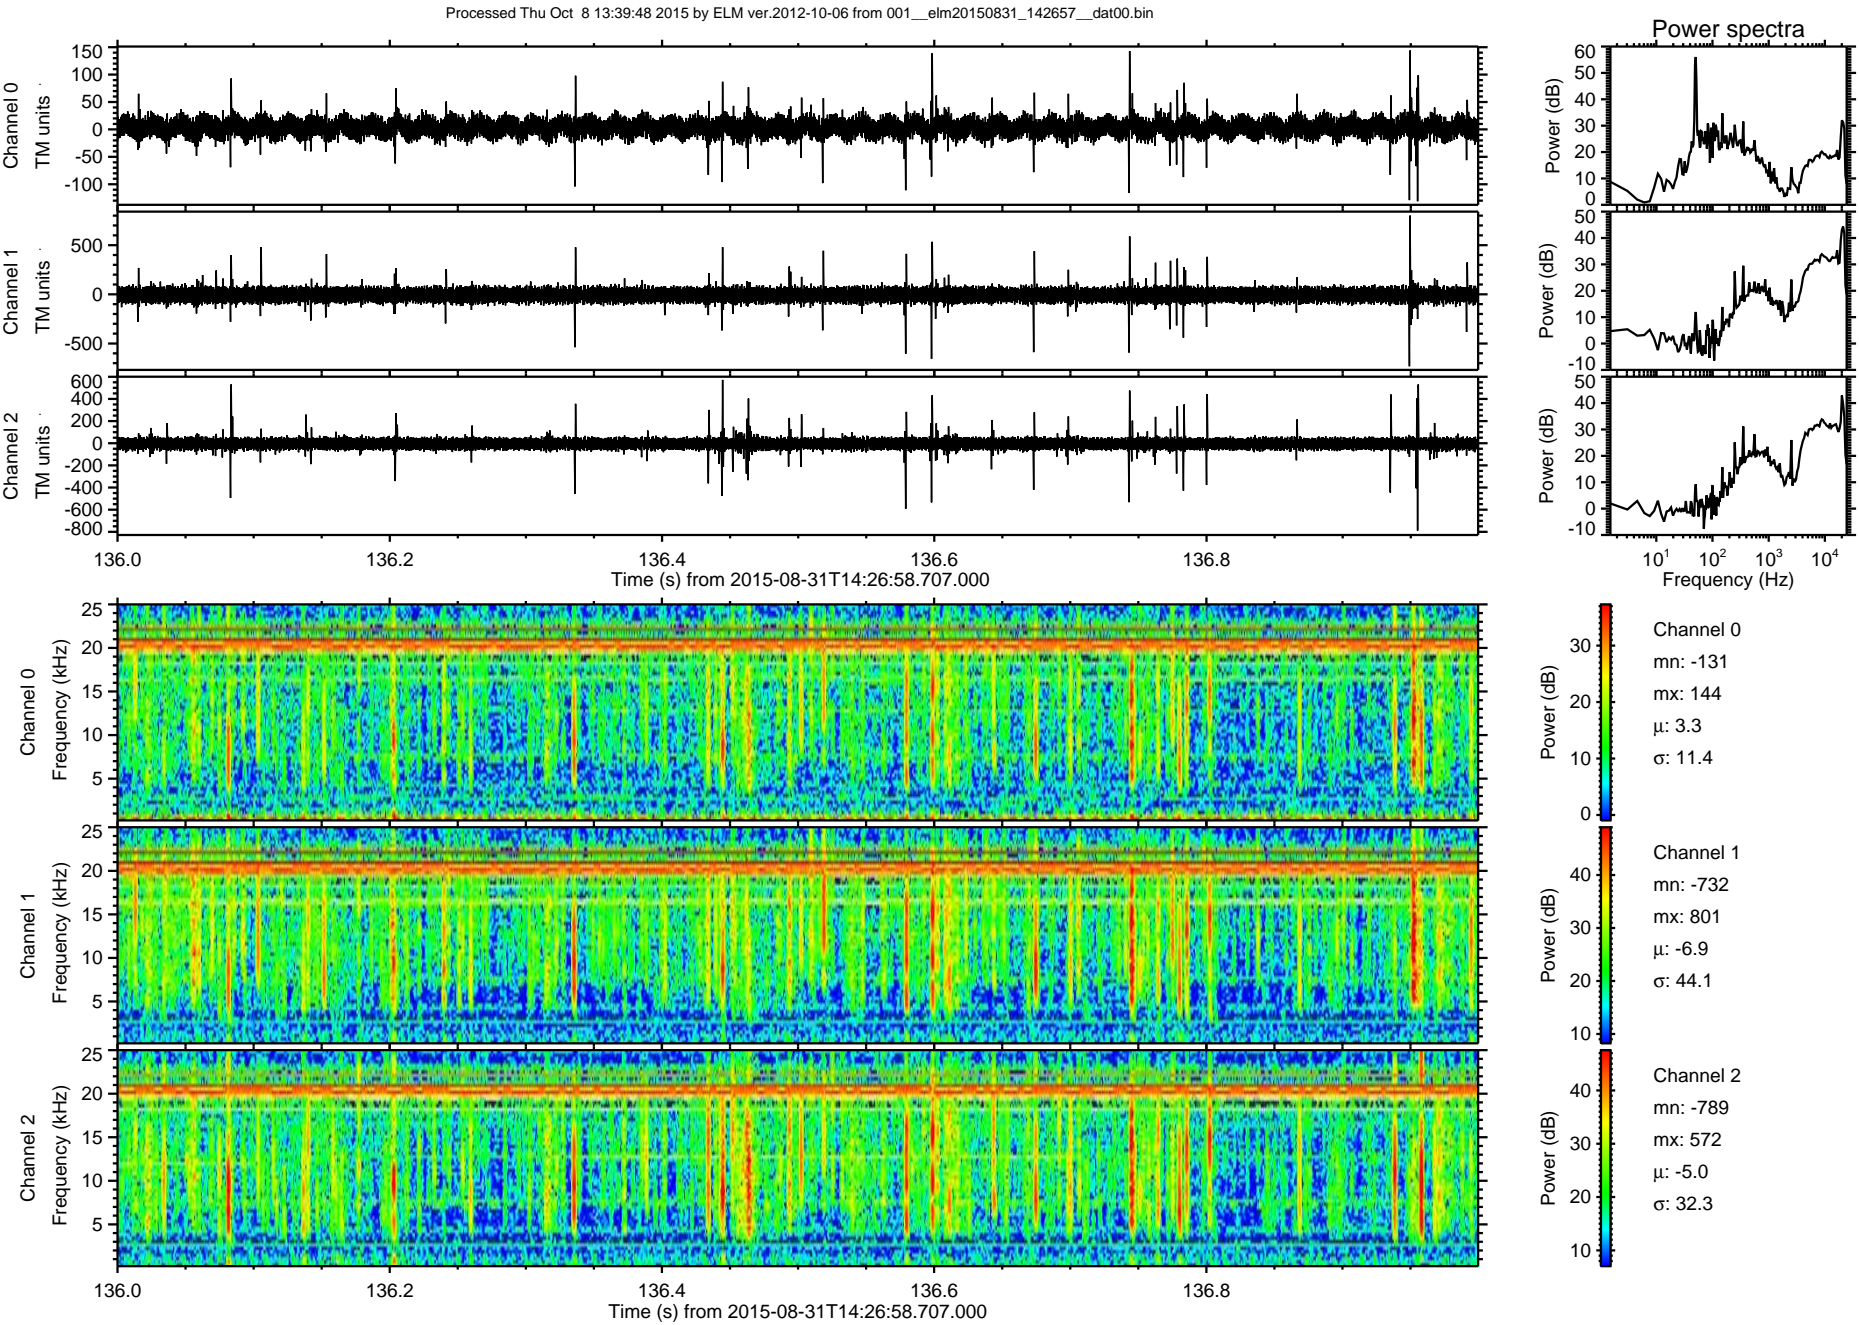 Processed Thu Oct  8 13:39:48 2015 by ELM ver.2012-10-06 from 001__elm20150831_142657__dat00.bin
Power spectra
Channel 0
TM units
150
100
50
0
-50
-100
Power (dB)
60
50
40
30
20
10
0
Channel 1
TM units
500
0
-500
Power (dB)
50
40
30
20
10
0
-10
Channel 2
TM units
600
400
200
0
-200
-400
-600
-800
Power (dB)
50
40
30
20
10
0
-10
136.0
136.2
136.4
136.6
136.8
Time (s) from 2015-08-31T14:26:58.707.000
10¹
10²
10³
10⁴
Frequency (Hz)
Channel 0
Frequency (kHz)
25
20
15
10
5
Power (dB)
30
20
10
0
Channel 0
mn: -131
mx: 144
μ: 3.3
σ: 11.4
Channel 1
Frequency (kHz)
25
20
15
10
5
Power (dB)
40
30
20
10
Channel 1
mn: -732
mx: 801
μ: -6.9
σ: 44.1
Channel 2
Frequency (kHz)
25
20
15
10
5
Power (dB)
40
30
20
10
Channel 2
mn: -789
mx: 572
μ: -5.0
σ: 32.3
136.0
136.2
136.4
136.6
136.8
Time (s) from 2015-08-31T14:26:58.707.000